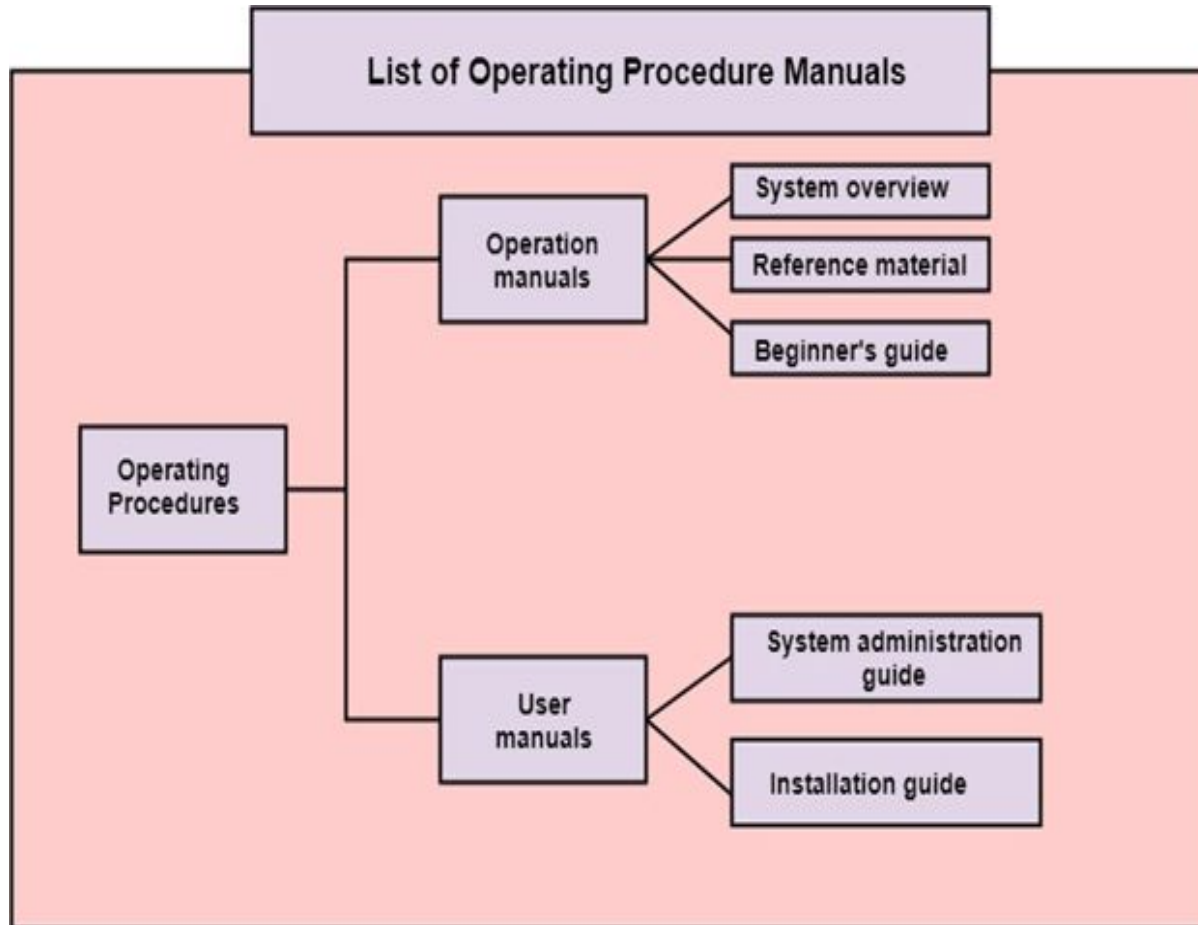 List of Operating Procedure Manuals
System overview
Operation
manuals
Reference material
Beginner's guide
Operating
Procedures
System administration
guide
User
manuals
Installation guide